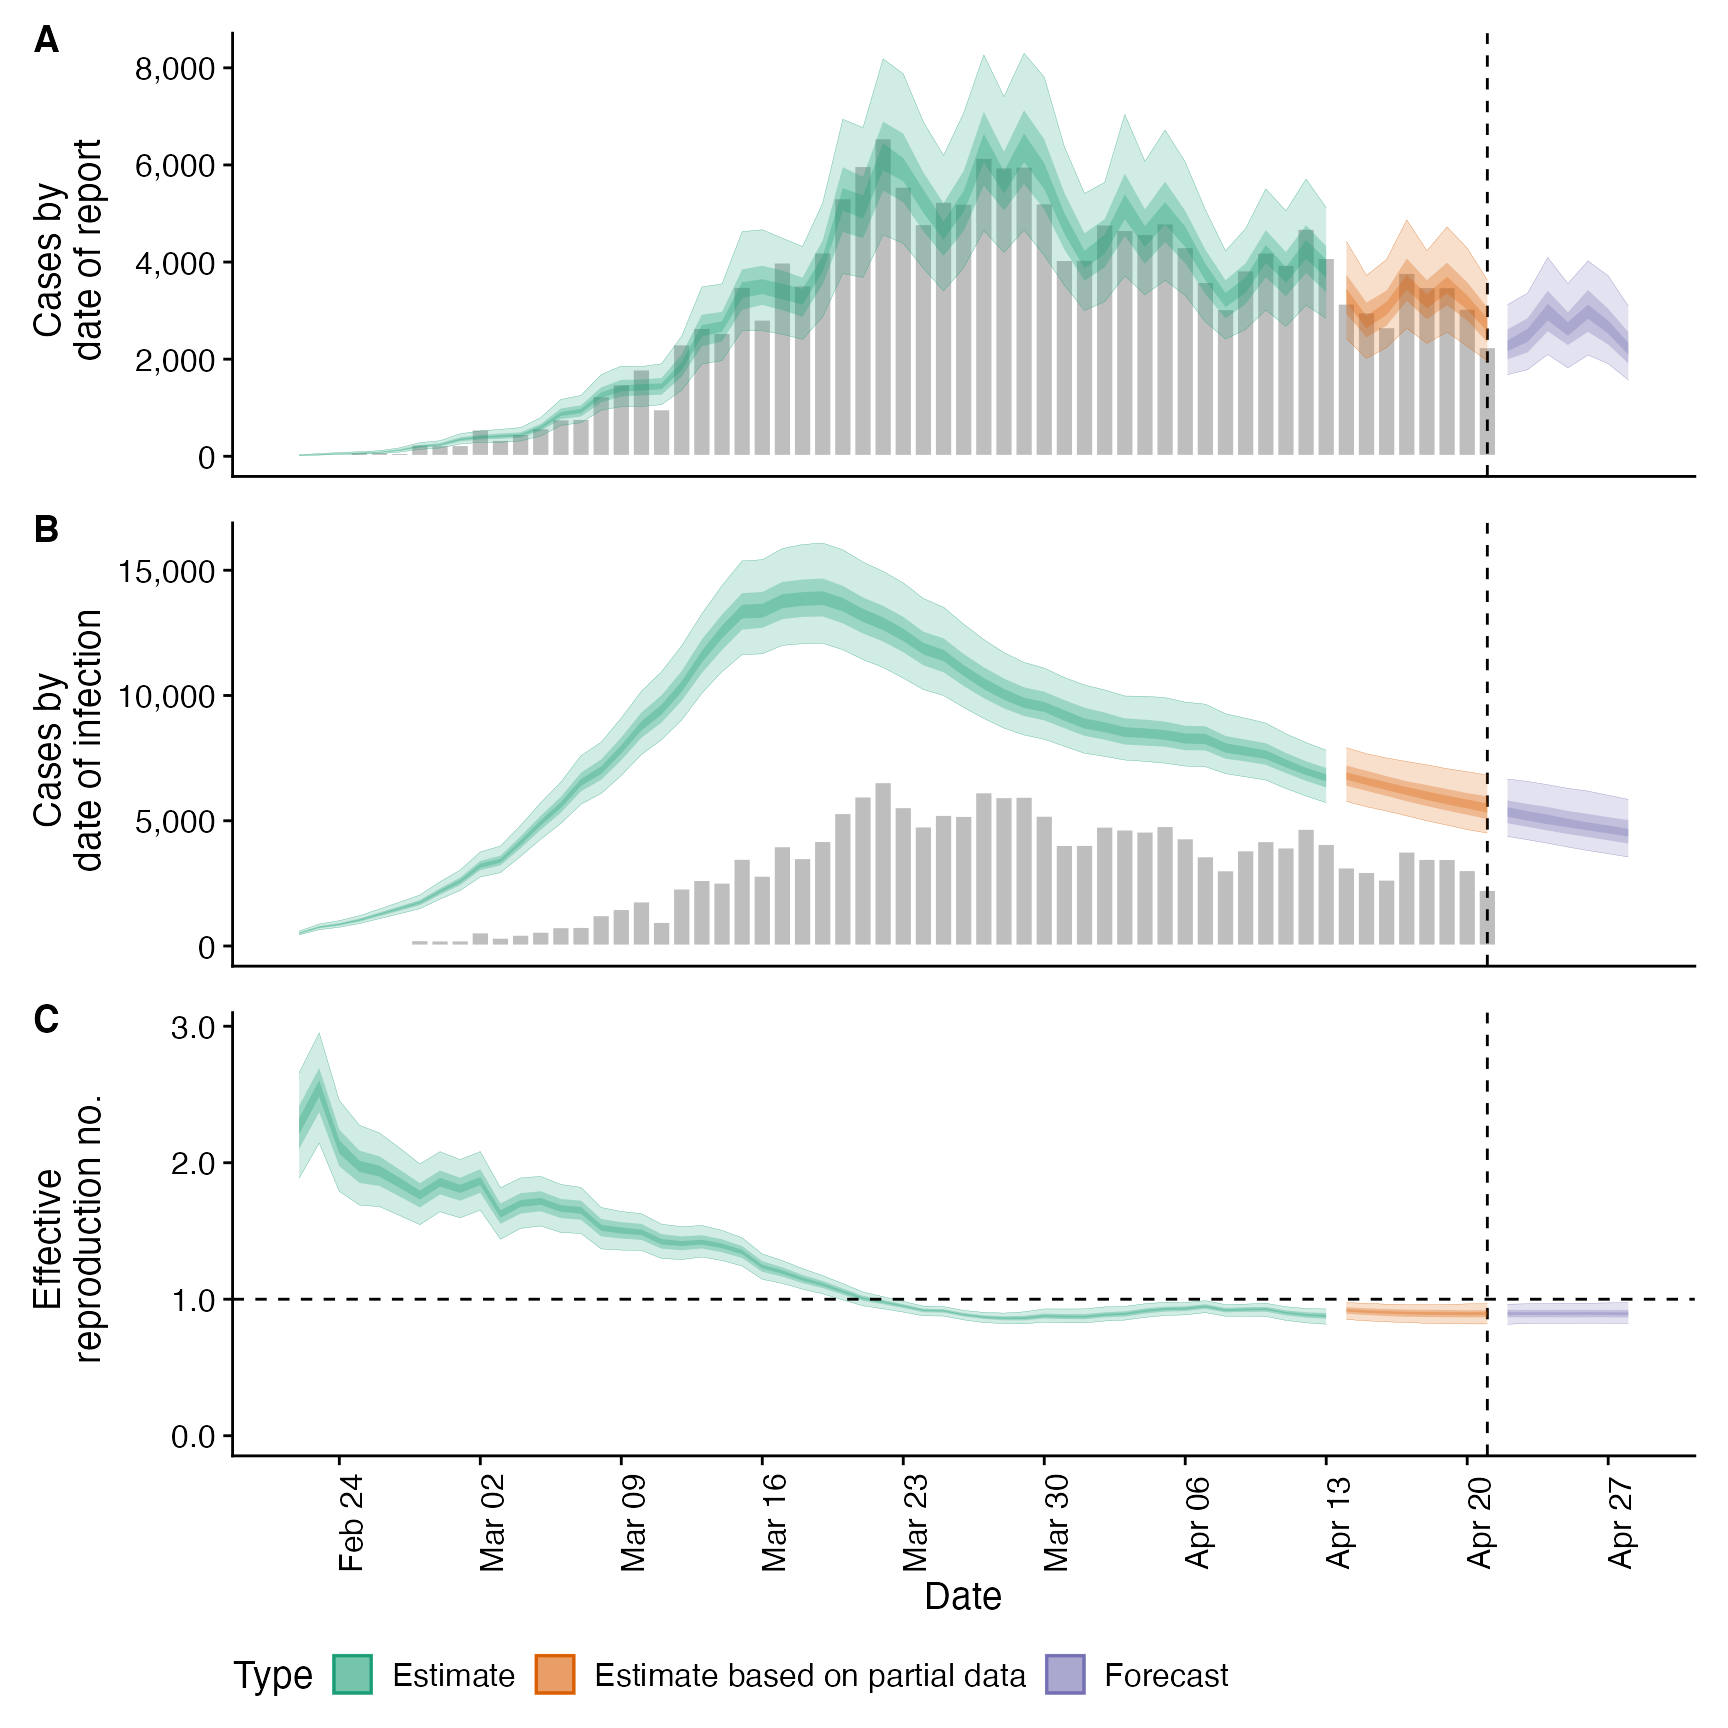 A
Cases by
date of report
8,000
6,000
4,000
2,000
0
B
Cases by
date of infection
15,000
10,000
5,000
0
C
Effective
reproduction no.
3.0
2.0
1.0
0.0
Feb 24
Mar 02
Mar 09
Mar 16
Mar 23
Mar 30
Apr 06
Apr 13
Apr 20
Apr 27
Date
Type
Estimate
Estimate based on partial data
Forecast